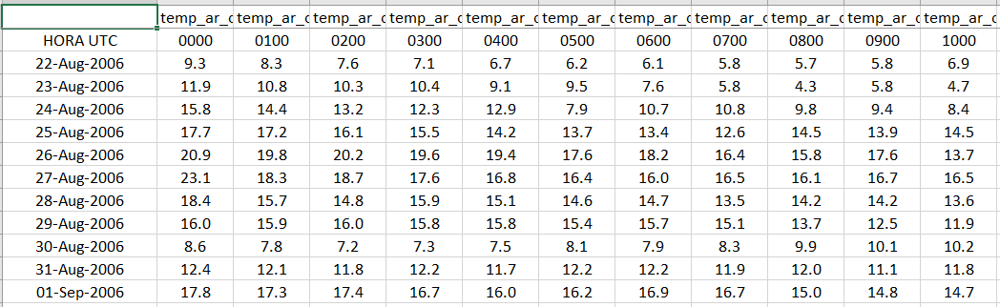 temp_ar_c temp_ar_c temp_ar_c temp_ar_c temp_ar_c temp_ar_c temp_ar_c temp_ar_c temp_ar_c temp_ar_c temp_ar_c
HORA UTC 0000 0100 0200 0300 0400 0500 0600 0700 0800 0900 1000
22-Aug-2006 9.3 8.3 7.6 7.1 6.7 6.2 6.1 5.8 5.7 5.8 6.9
23-Aug-2006 11.9 10.8 10.3 10.4 9.1 9.5 7.6 5.8 4.3 5.8 4.7
24-Aug-2006 15.8 14.4 13.2 12.3 12.9 7.9 10.7 10.8 9.8 9.4 8.4
25-Aug-2006 17.7 17.2 16.1 15.5 14.2 13.7 13.4 12.6 14.5 13.9 14.5
26-Aug-2006 20.9 19.8 20.2 19.6 19.4 17.6 18.2 16.4 15.8 17.6 13.7
27-Aug-2006 23.1 18.3 18.7 17.6 16.8 16.4 16.0 16.5 16.1 16.7 16.5
28-Aug-2006 18.4 15.7 14.8 15.9 15.1 14.6 14.7 13.5 14.2 14.2 13.6
29-Aug-2006 16.0 15.9 16.0 15.8 15.8 15.4 15.7 15.1 13.7 12.5 11.9
30-Aug-2006 8.6 7.8 7.2 7.3 7.5 8.1 7.9 8.3 9.9 10.1 10.2
31-Aug-2006 12.4 12.1 11.8 12.2 11.7 12.2 12.2 11.9 12.0 11.1 11.8
01-Sep-2006 17.8 17.3 17.4 16.7 16.0 16.2 16.9 16.7 15.0 14.8 14.7